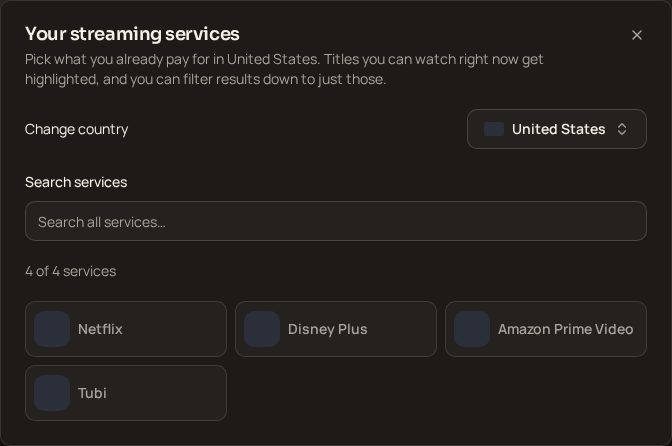 Your streaming services
Pick what you already pay for in United States. Titles you can watch right now get
highlighted, and you can filter results down to just those.
Change country
United States
Search services
Search all services…
4 of 4 services
Netflix
Disney Plus
Amazon Prime Video
Tubi